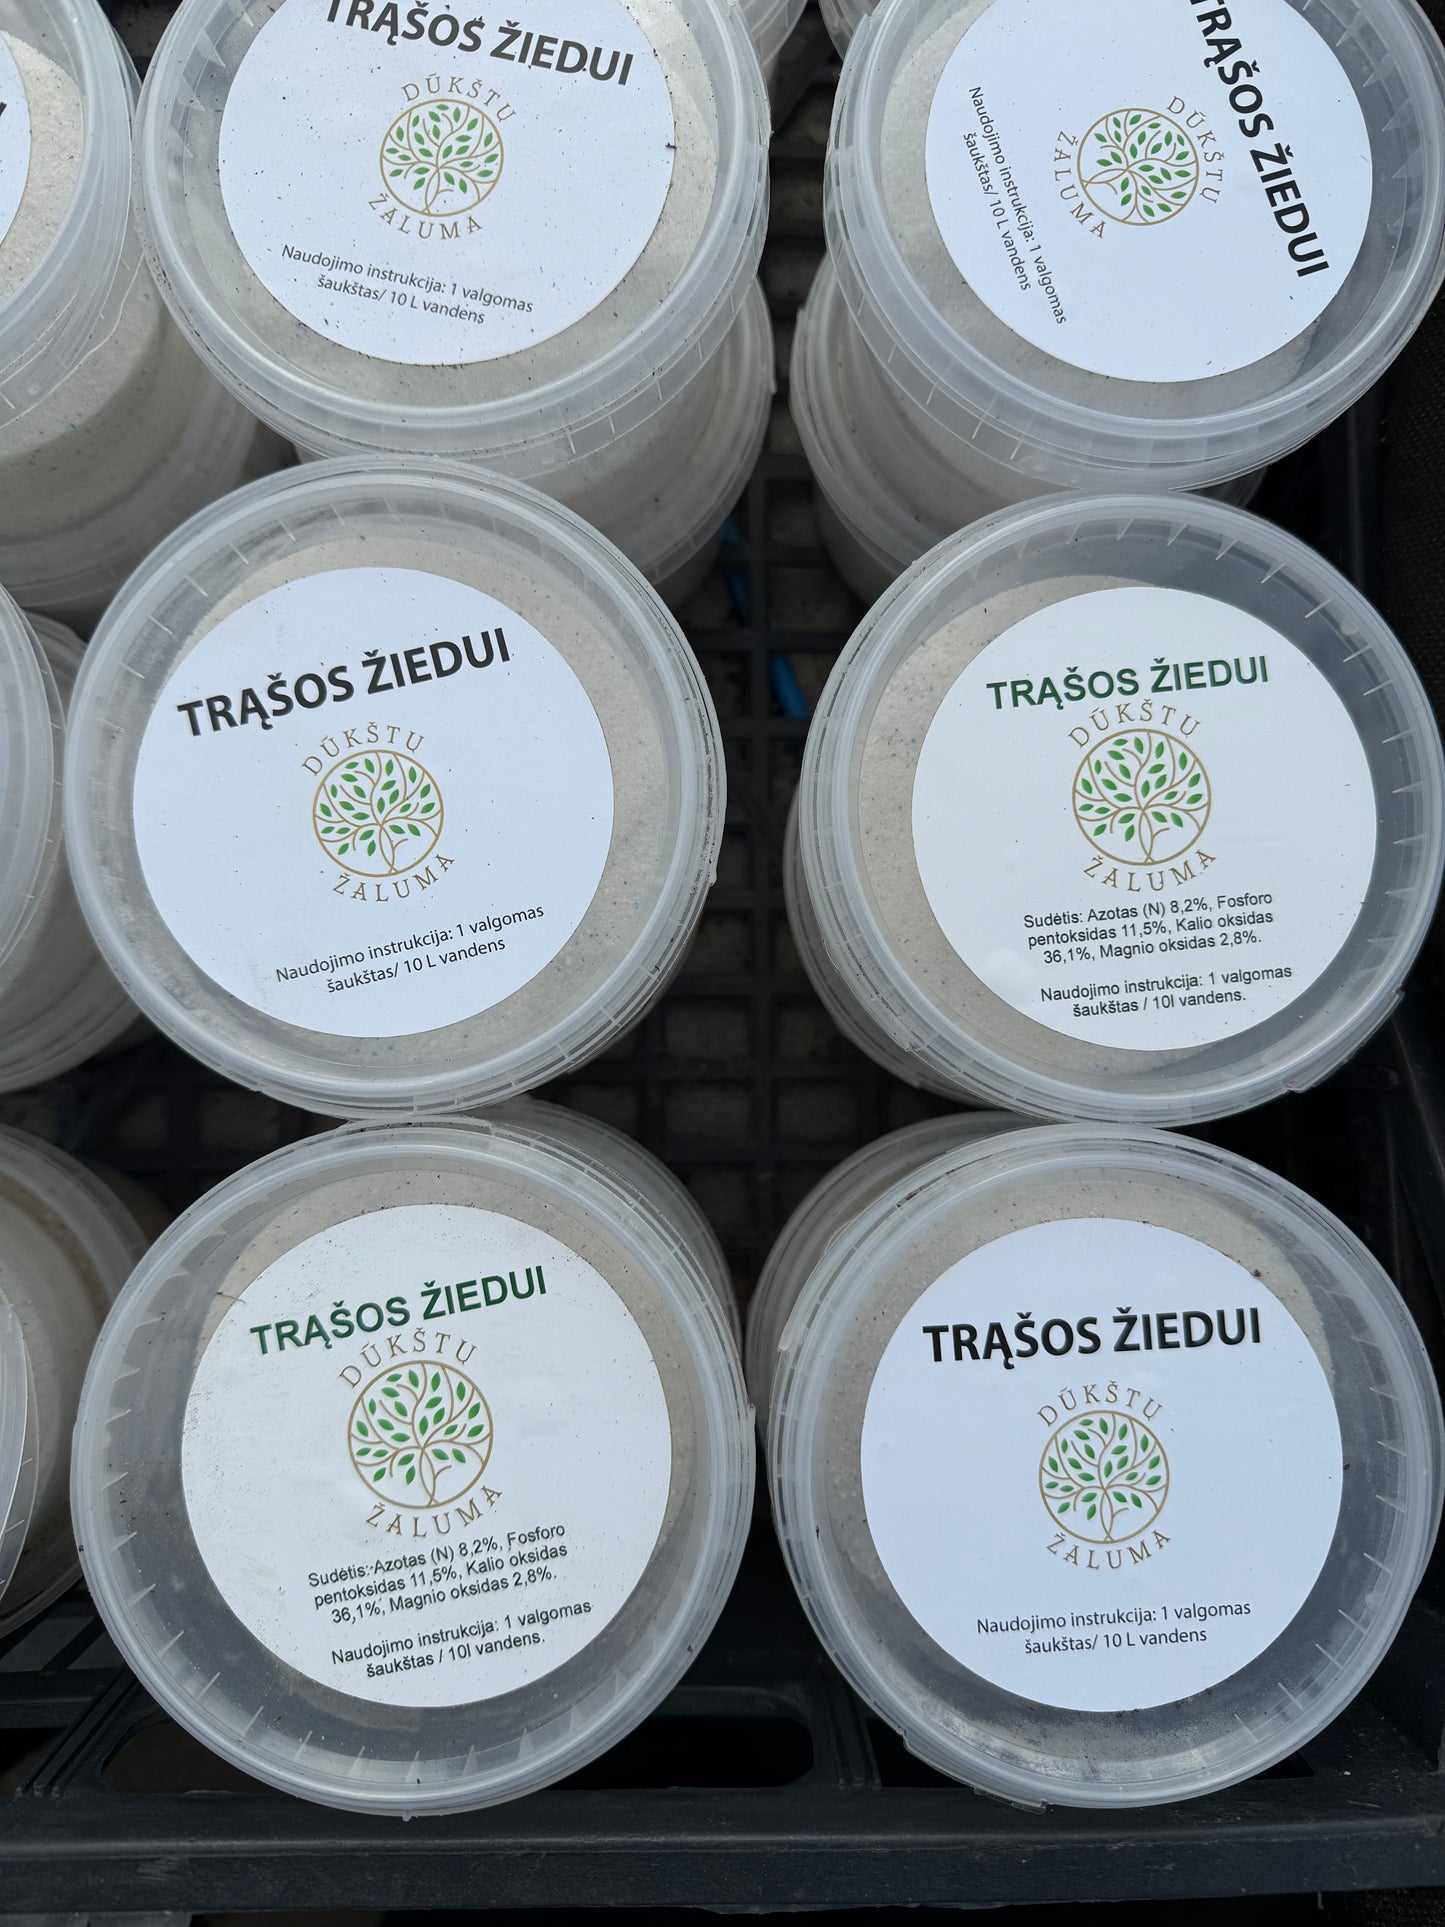 TRĄŠOS ŽIEDUI
DŪKŠTU
ŽALUMA
Naudojimo instrukcija: 1 valgomas
šaukštas/ 10 L vandens
TRĄŠOS ŽIEDUI
DŪKŠTU
ŽALUMA
Naudojimo instrukcija: 1 valgomas
šaukštas/ 10 L vandens
TRĄŠOS ŽIEDUI
DŪKŠTU
ŽALUMA
Naudojimo instrukcija: 1 valgomas
šaukštas/ 10 L vandens
TRĄŠOS ŽIEDUI
DŪKŠTU
ŽALUMA
Sudėtis: Azotas (N) 8,2%, Fosforo
pentoksidas 11,5%, Kalio oksidas
36,1%, Magnio oksidas 2,8%.
Naudojimo instrukcija: 1 valgomas
šaukštas / 10l vandens.
TRĄŠOS ŽIEDUI
DŪKŠTU
ŽALUMA
Sudėtis: Azotas (N) 8,2%, Fosforo
pentoksidas 11,5%, Kalio oksidas
36,1%, Magnio oksidas 2,8%.
Naudojimo instrukcija: 1 valgomas
šaukštas / 10l vandens.
TRĄŠOS ŽIEDUI
DŪKŠTU
ŽALUMA
Naudojimo instrukcija: 1 valgomas
šaukštas/ 10 L vandens